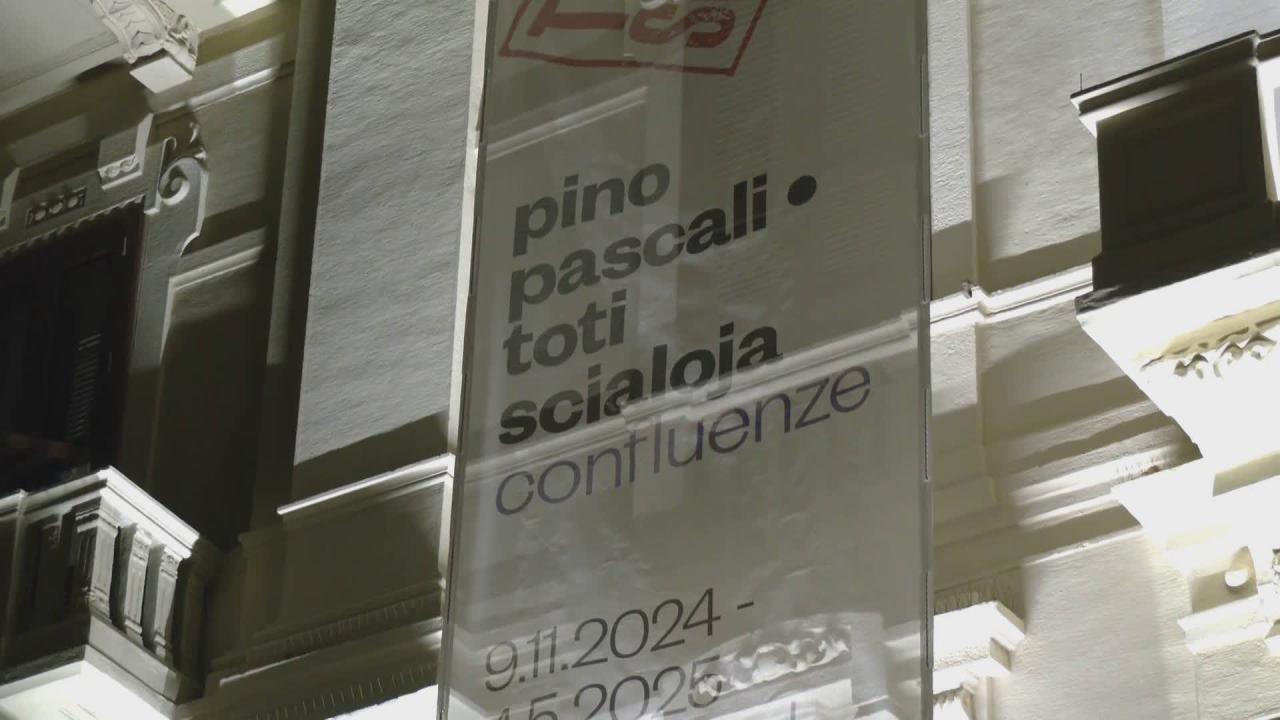 pino
pascali •
toti
scialoja
confluenze
9.11.2024 -